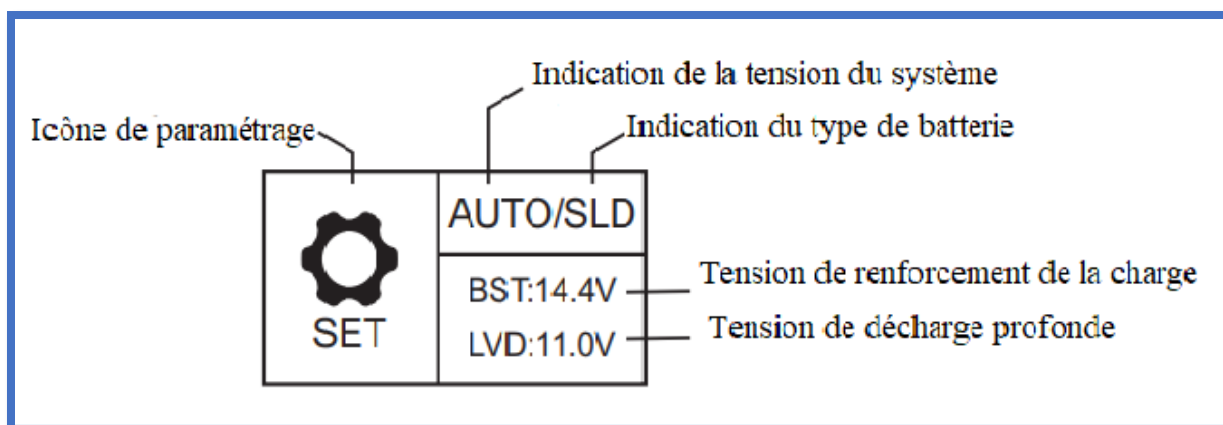 Indication de la tension du système
Icône de paramétrage
Indication du type de batterie
AUTO/SLD
BST:14.4V
Tension de renforcement de la charge
SET
LVD:11.0V
Tension de décharge profonde